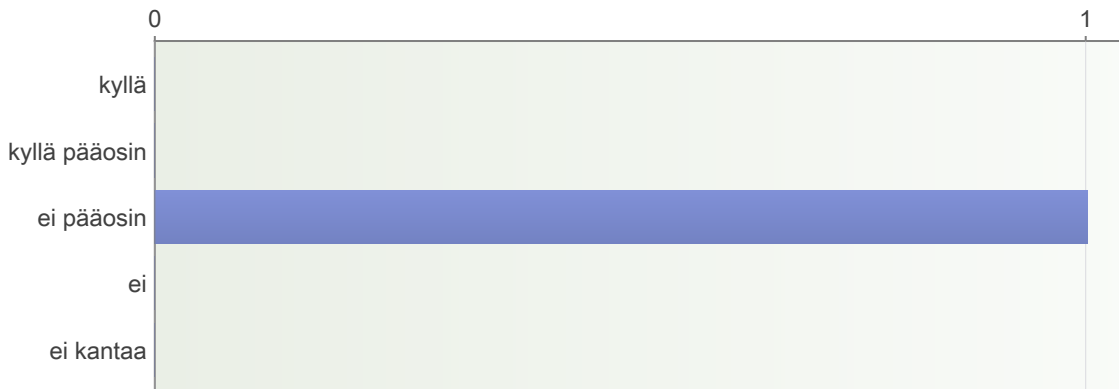 0 1
kyllä
kyllä pääosin
ei pääosin
ei
ei kantaa